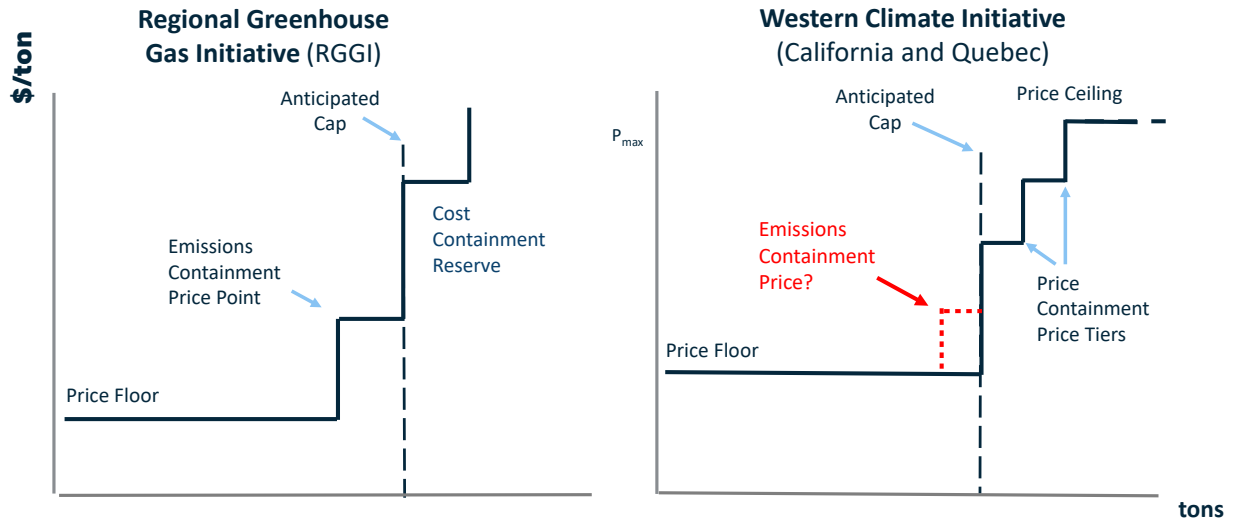 Regional Greenhouse
Gas Initiative (RGGI)
$/ton
Anticipated
Cap
Cost
Containment
Reserve
Emissions
Containment
Price Point
Price Floor
Western Climate Initiative
(California and Quebec)
Anticipated
Cap
Price Ceiling
Pmax
Emissions
Containment
Price?
Price
Containment
Price Tiers
Price Floor
tons